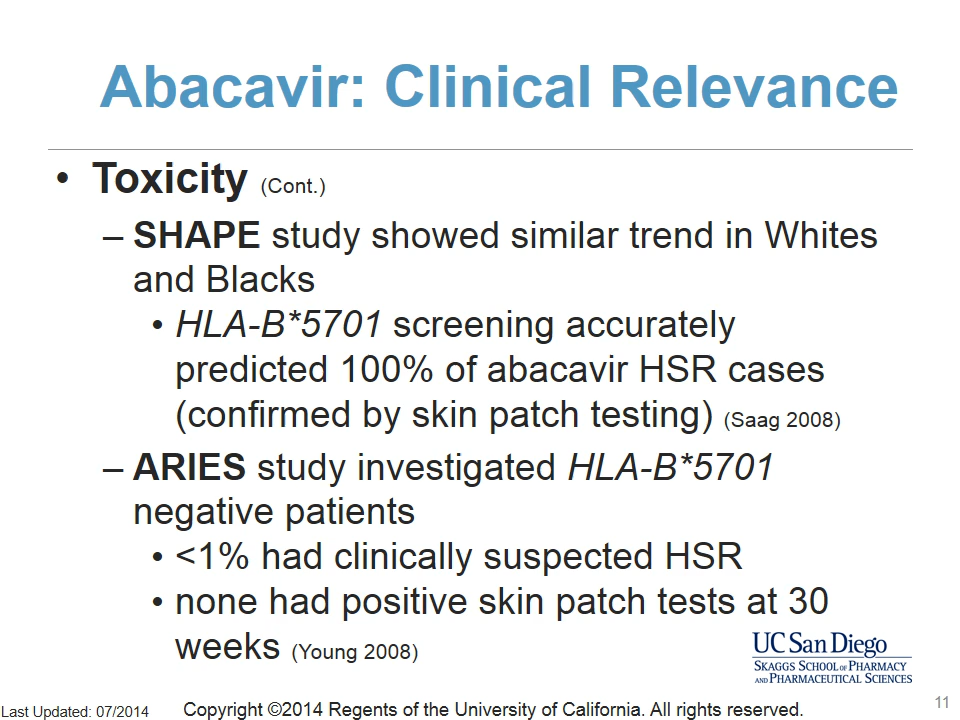 Abacavir: Clinical Relevance
• Toxicity (Cont.)
– SHAPE study showed similar trend in Whites
and Blacks
• HLA-B*5701 screening accurately
predicted 100% of abacavir HSR cases
(confirmed by skin patch testing) (Saag 2008)
– ARIES study investigated HLA-B*5701
negative patients
• <1% had clinically suspected HSR
• none had positive skin patch tests at 30
weeks (Young 2008)
UC San Diego
SKAGGS SCHOOL OF PHARMACY
AND PHARMACEUTICAL SCIENCES
Last Updated: 07/2014
Copyright ©2014 Regents of the University of California. All rights reserved.
11